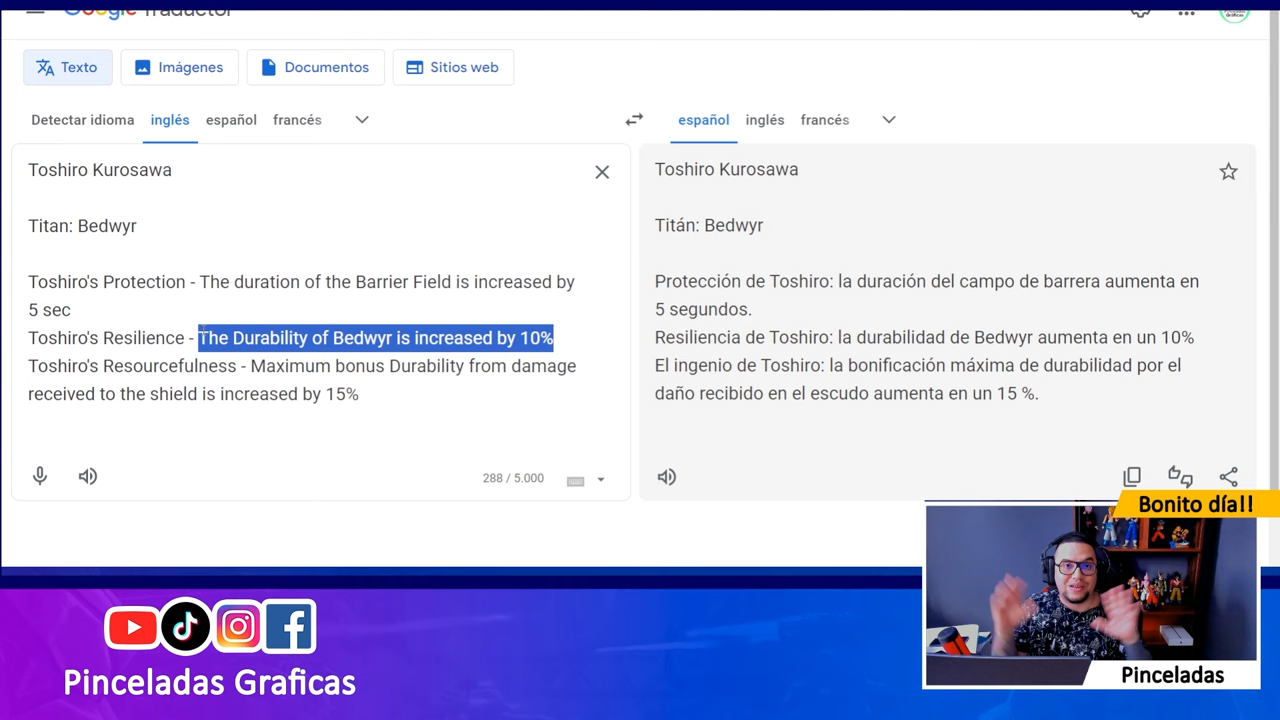 Google Traductor
Texto
Imágenes
Documentos
Sitios web
Detectar idioma inglés español francés
español inglés francés
Toshiro Kurosawa
Titan: Bedwyr
Toshiro's Protection - The duration of the Barrier Field is increased by
5 sec
Toshiro's Resilience - The Durability of Bedwyr is increased by 10%
Toshiro's Resourcefulness - Maximum bonus Durability from damage
received to the shield is increased by 15%
288 / 5.000
Toshiro Kurosawa
Titán: Bedwyr
Protección de Toshiro: la duración del campo de barrera aumenta en
5 segundos.
Resiliencia de Toshiro: la durabilidad de Bedwyr aumenta en un 10%
El ingenio de Toshiro: la bonificación máxima de durabilidad por el
daño recibido en el escudo aumenta en un 15 %.
Bonito día!!
Pinceladas
Pinceladas Graficas